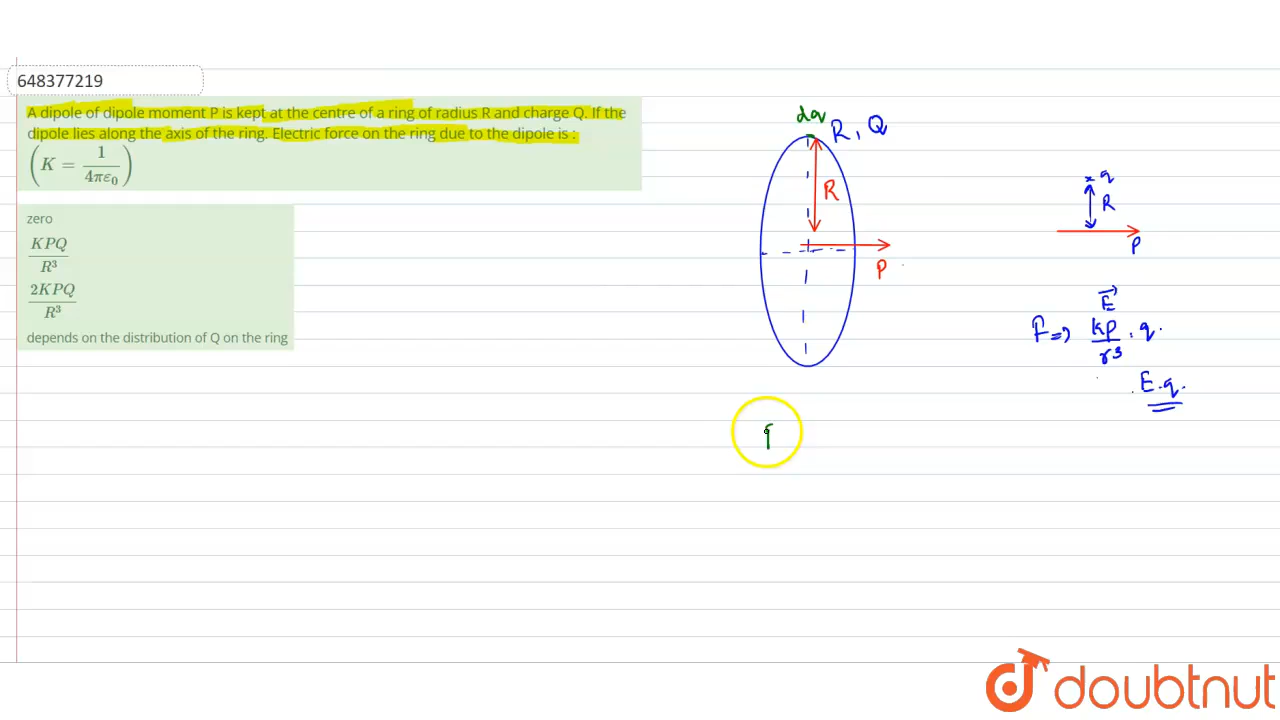 648377219
A dipole of dipole moment P is kept at the centre of a ring of radius R and charge Q. If the
dipole lies along the axis of the ring. Electric force on the ring due to the dipole is :
(K = 1/4πε₀)
zero
KPQ/R³
2KPQ/R³
depends on the distribution of Q on the ring
dq
R, Q
R
P
q
R
P
E⃗
F ⇒ kp/r³ . q.
E.q.
doubtnut